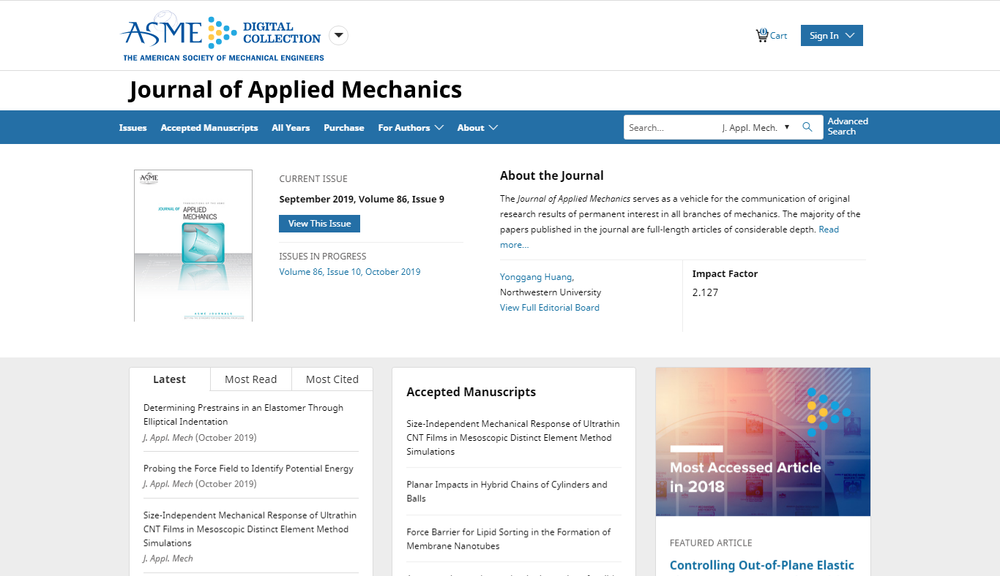 ASME DIGITAL COLLECTION
THE AMERICAN SOCIETY OF MECHANICAL ENGINEERS
0 Cart
Sign In
Journal of Applied Mechanics
Issues
Accepted Manuscripts
All Years
Purchase
For Authors
About
Search...
J. Appl. Mech.
Advanced
Search
ASME
JOURNAL OF APPLIED
MECHANICS
ASME JOURNALS
CURRENT ISSUE
September 2019, Volume 86, Issue 9
View This Issue
ISSUES IN PROGRESS
Volume 86, Issue 10, October 2019
About the Journal
The Journal of Applied Mechanics serves as a vehicle for the communication of original
research results of permanent interest in all branches of mechanics. The majority of the
papers published in the journal are full-length articles of considerable depth. Read
more...
Yonggang Huang,
Northwestern University
View Full Editorial Board
Impact Factor
2.127
Latest
Most Read
Most Cited
Determining Prestrains in an Elastomer Through
Elliptical Indentation
J. Appl. Mech (October 2019)
Probing the Force Field to Identify Potential Energy
J. Appl. Mech (October 2019)
Size-Independent Mechanical Response of Ultrathin
CNT Films in Mesoscopic Distinct Element Method
Simulations
J. Appl. Mech
Accepted Manuscripts
Size-Independent Mechanical Response of Ultrathin
CNT Films in Mesoscopic Distinct Element Method
Simulations
Planar Impacts in Hybrid Chains of Cylinders and
Balls
Force Barrier for Lipid Sorting in the Formation of
Membrane Nanotubes
Most Accessed Article
in 2018
FEATURED ARTICLE
Controlling Out-of-Plane Elastic